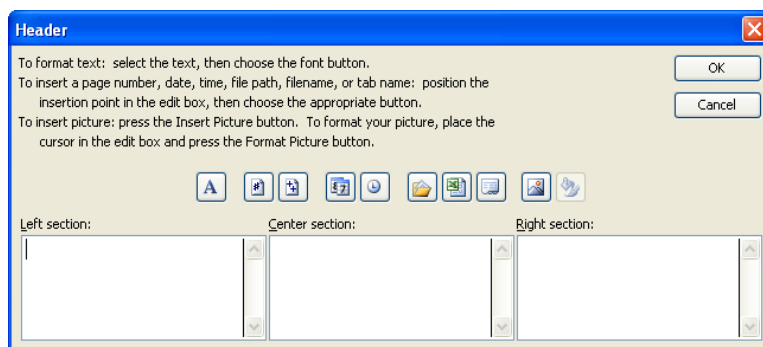 Header
To format text: select the text, then choose the font button.
To insert a page number, date, time, file path, filename, or tab name: position the
insertion point in the edit box, then choose the appropriate button.
To insert picture: press the Insert Picture button. To format your picture, place the
cursor in the edit box and press the Format Picture button.
OK
Cancel
A
Left section:
Center section:
Right section: